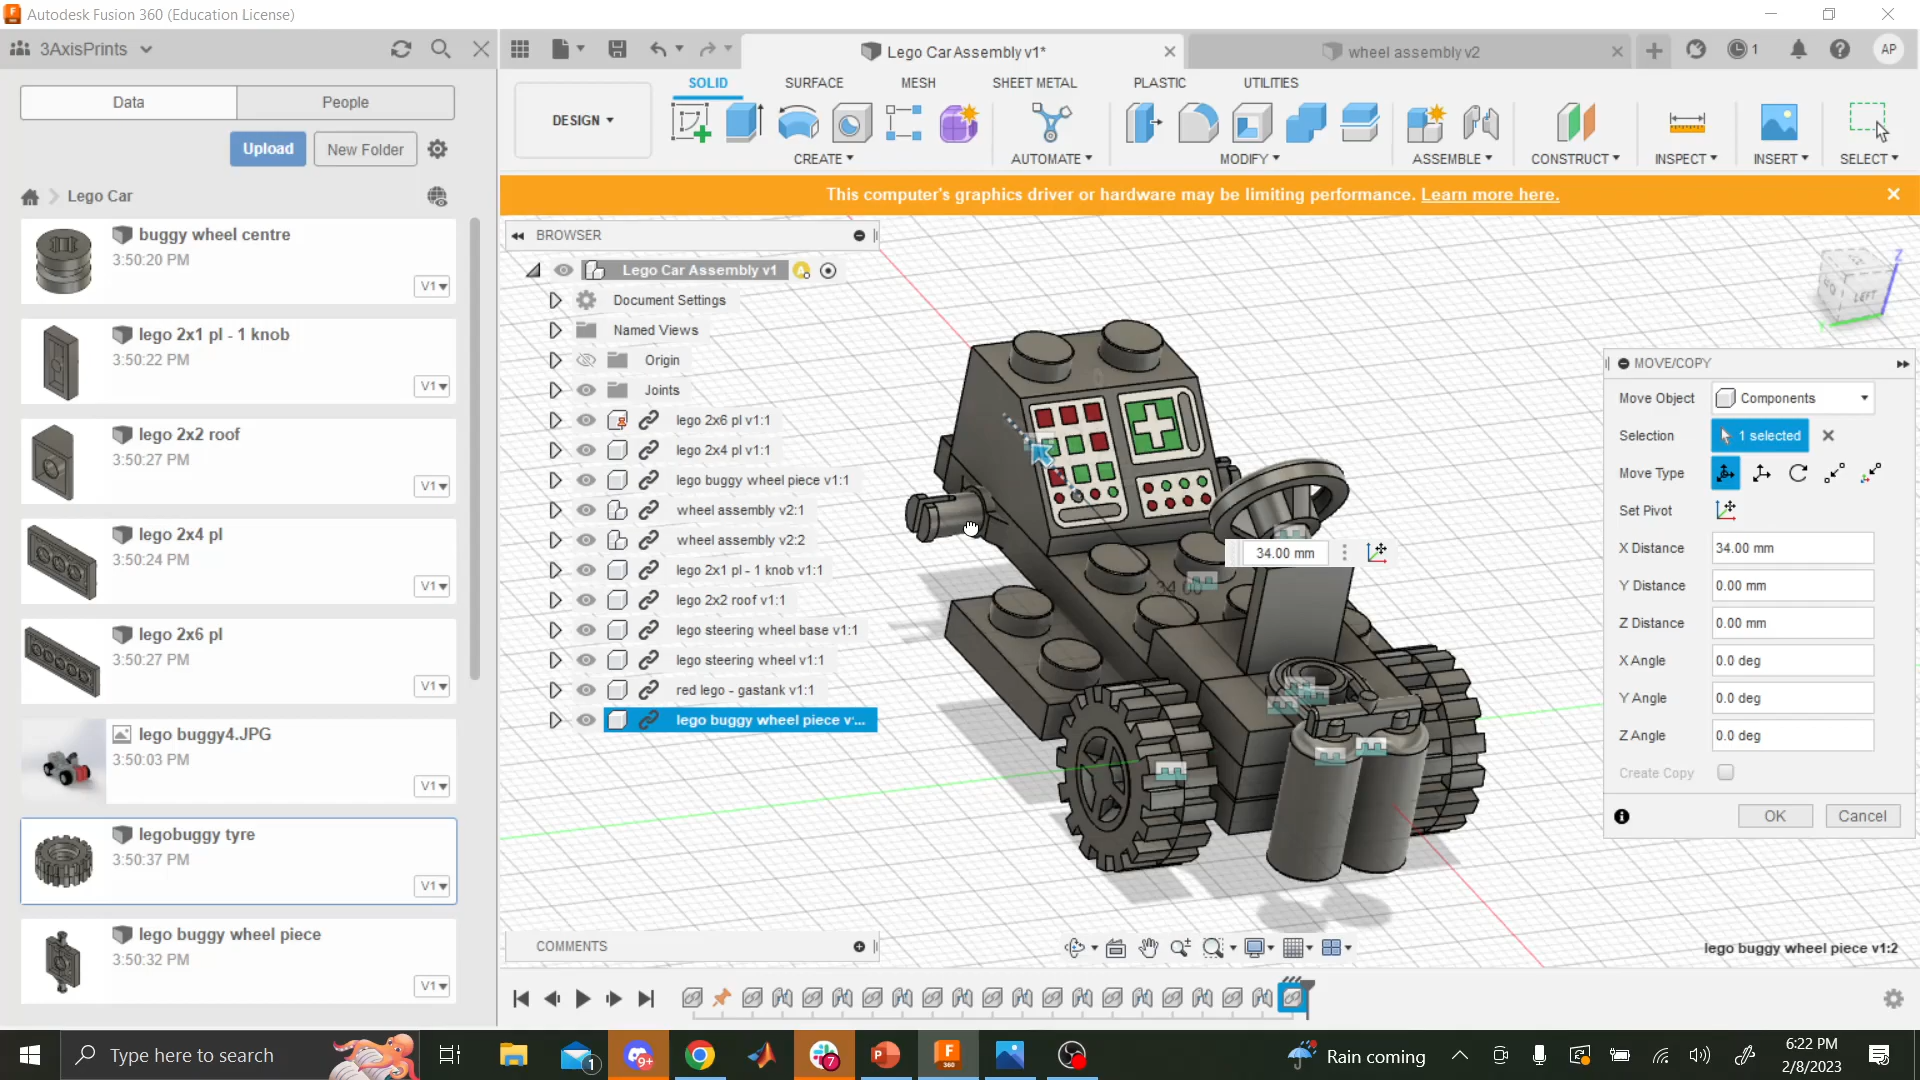 Autodesk Fusion 360 (Education License)
3AxisPrints
Lego Car Assembly v1*
wheel assembly v2
1
AP
Data
People
Upload
New Folder
Lego Car
buggy wheel centre
3:50:20 PM
V1
lego 2x1 pl - 1 knob
3:50:22 PM
V1
lego 2x2 roof
3:50:27 PM
V1
lego 2x4 pl
3:50:24 PM
V1
lego 2x6 pl
3:50:27 PM
V1
lego buggy4.JPG
3:50:03 PM
V1
legobuggy tyre
3:50:37 PM
V1
lego buggy wheel piece
3:50:32 PM
V1
DESIGN
SOLID
SURFACE
MESH
SHEET METAL
PLASTIC
UTILITIES
CREATE
AUTOMATE
MODIFY
ASSEMBLE
CONSTRUCT
INSPECT
INSERT
SELECT
This computer's graphics driver or hardware may be limiting performance. Learn more here.
BROWSER
Lego Car Assembly v1
Document Settings
Named Views
Origin
Joints
lego 2x6 pl v1:1
lego 2x4 pl v1:1
lego buggy wheel piece v1:1
wheel assembly v2:1
wheel assembly v2:2
lego 2x1 pl - 1 knob v1:1
lego 2x2 roof v1:1
lego steering wheel base v1:1
lego steering wheel v1:1
red lego - gastank v1:1
lego buggy wheel piece v'...
34.00 mm
34.00
LEFT
Z
Y
MOVE/COPY
Move Object
Components
Selection
1 selected
Move Type
Set Pivot
X Distance
34.00 mm
Y Distance
0.00 mm
Z Distance
0.00 mm
X Angle
0.0 deg
Y Angle
0.0 deg
Z Angle
0.0 deg
Create Copy
OK
Cancel
COMMENTS
lego buggy wheel piece v1:2
Type here to search
1
9+
7
F
360
Rain coming
6:22 PM
2/8/2023